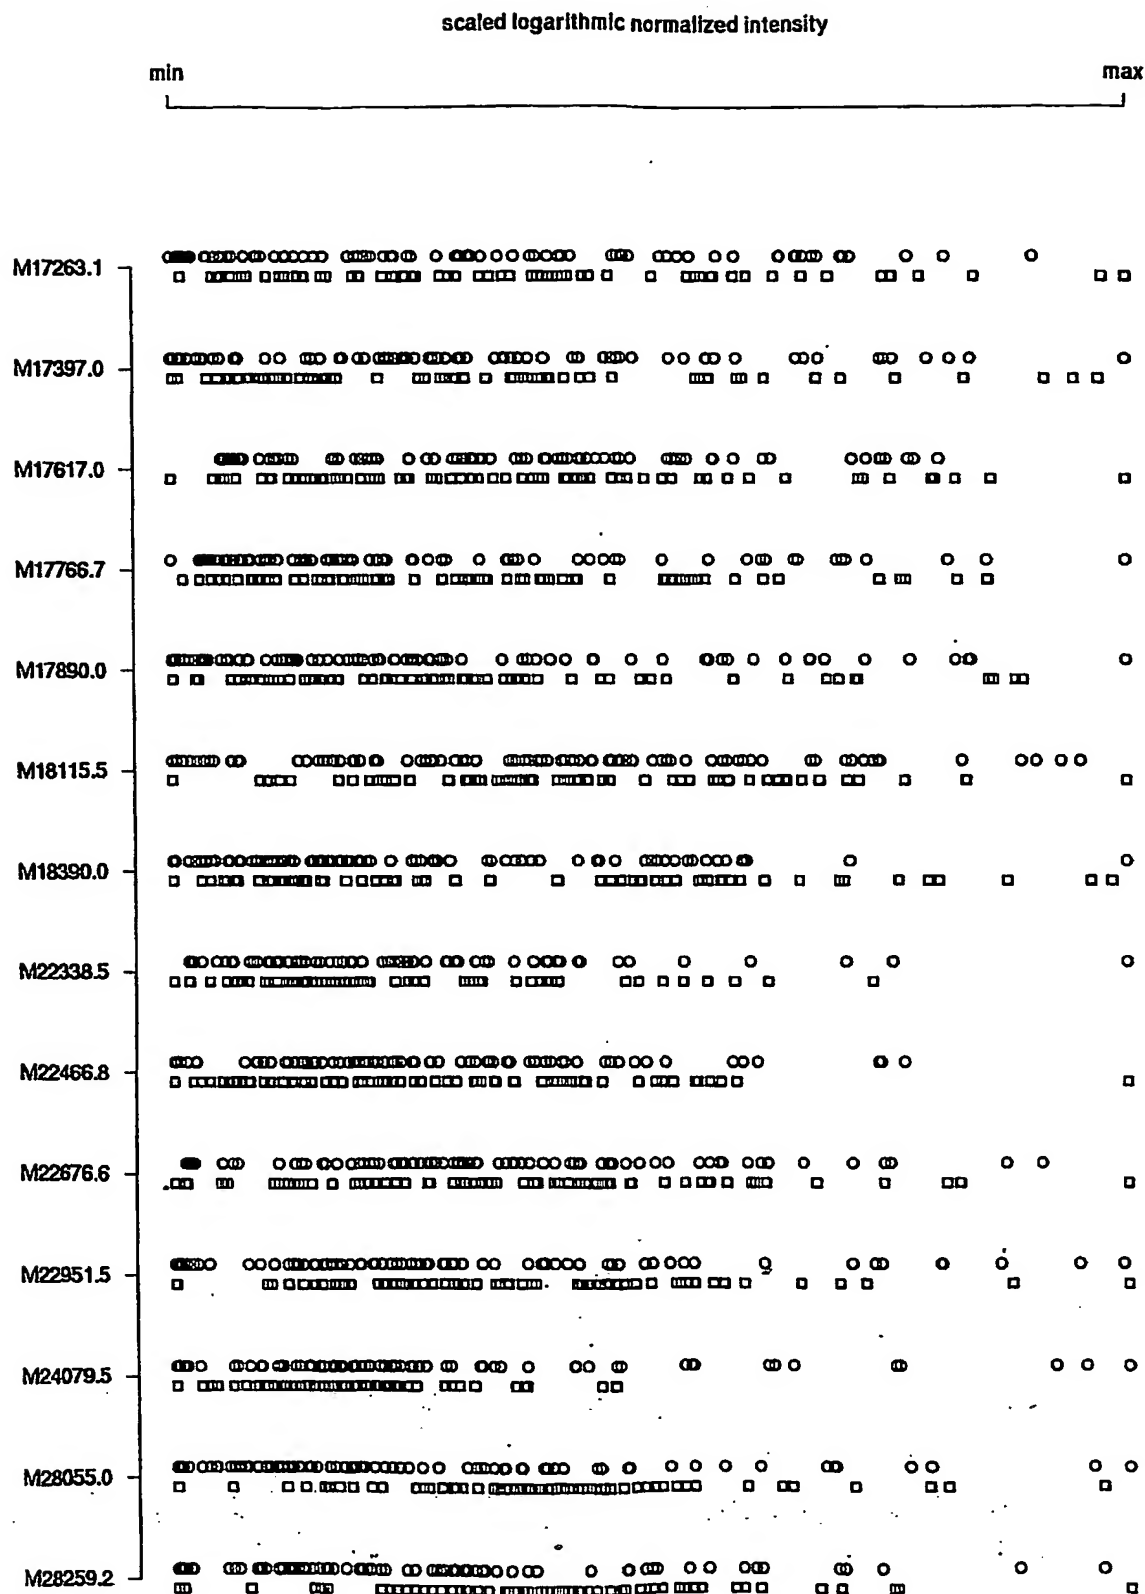 scaled logarithmic normalized intensity
min max
M17263.1
M17397.0
M17617.0
M17766.7
M17890.0
M18115.5
M18390.0
M22338.5
M22466.8
M22676.6
M22951.5
M24079.5
M28055.0
M28259.2